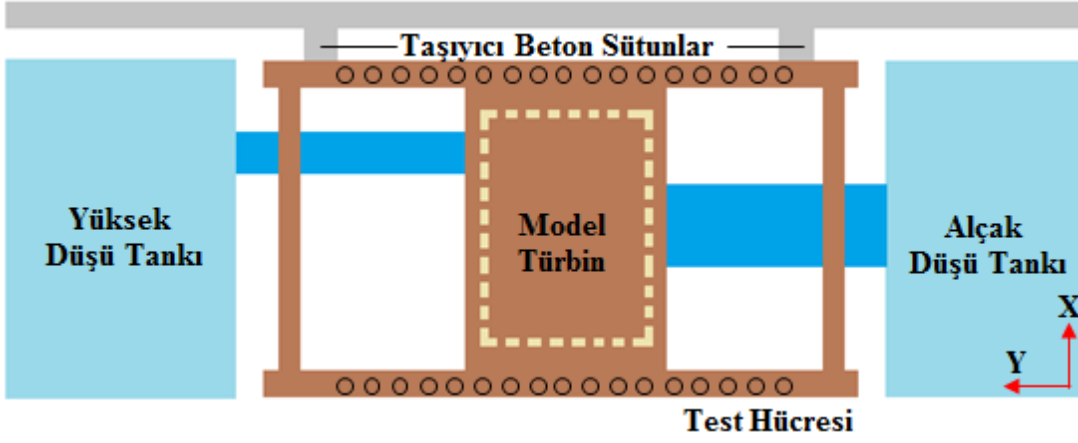 Taşıyıcı Beton Sütunlar
Yüksek
Düşü Tankı
Model
Türbin
Alçak
Düşü Tankı
X
Y
Test Hücresi